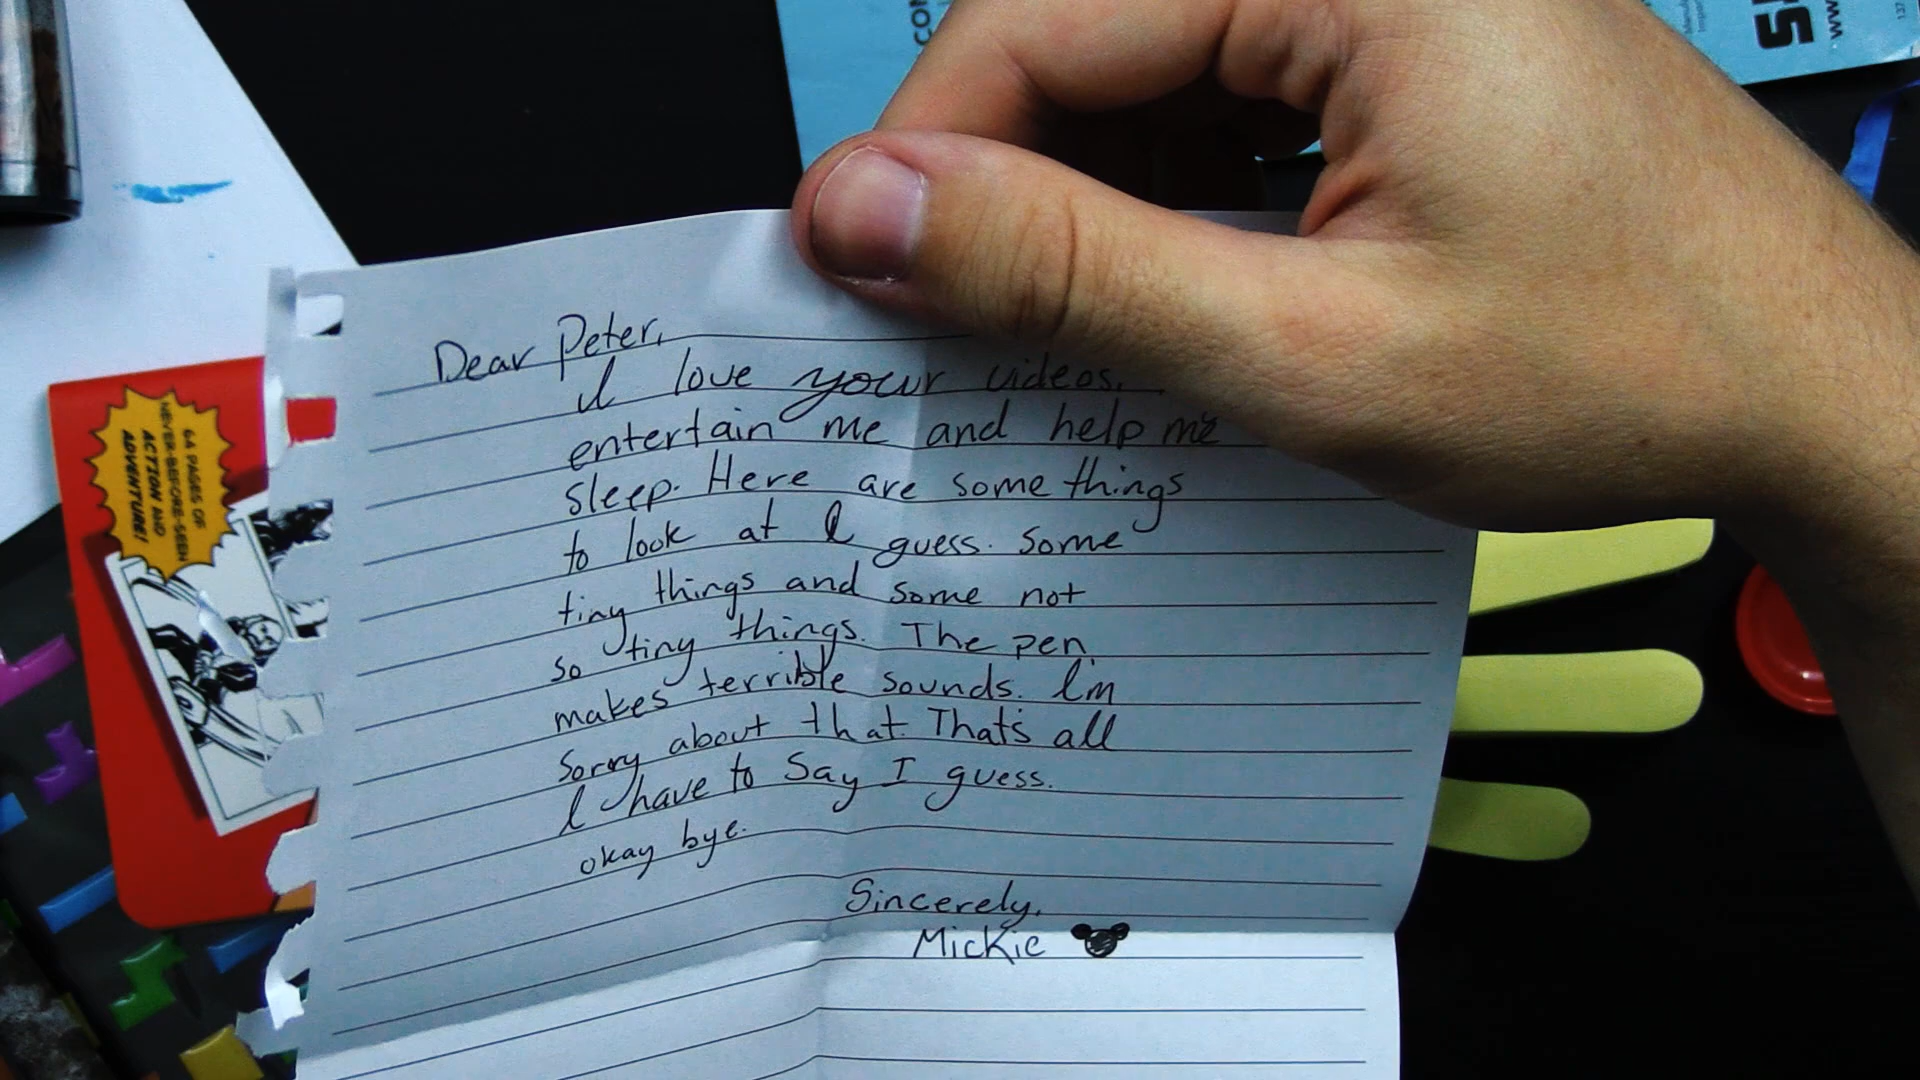 Dear Peter,
I love your videos.
entertain me and help me
sleep. Here are some things
to look at I guess. Some
tiny things and some not
so tiny things. The pen
makes terrible sounds. Im
sorry about that. That's all
I have to say I guess.
okay bye.
Sincerely,
Mickie
64 PAGES OF
NEVER-BEFORE-SEEN
ACTION AND
ADVENTURE!